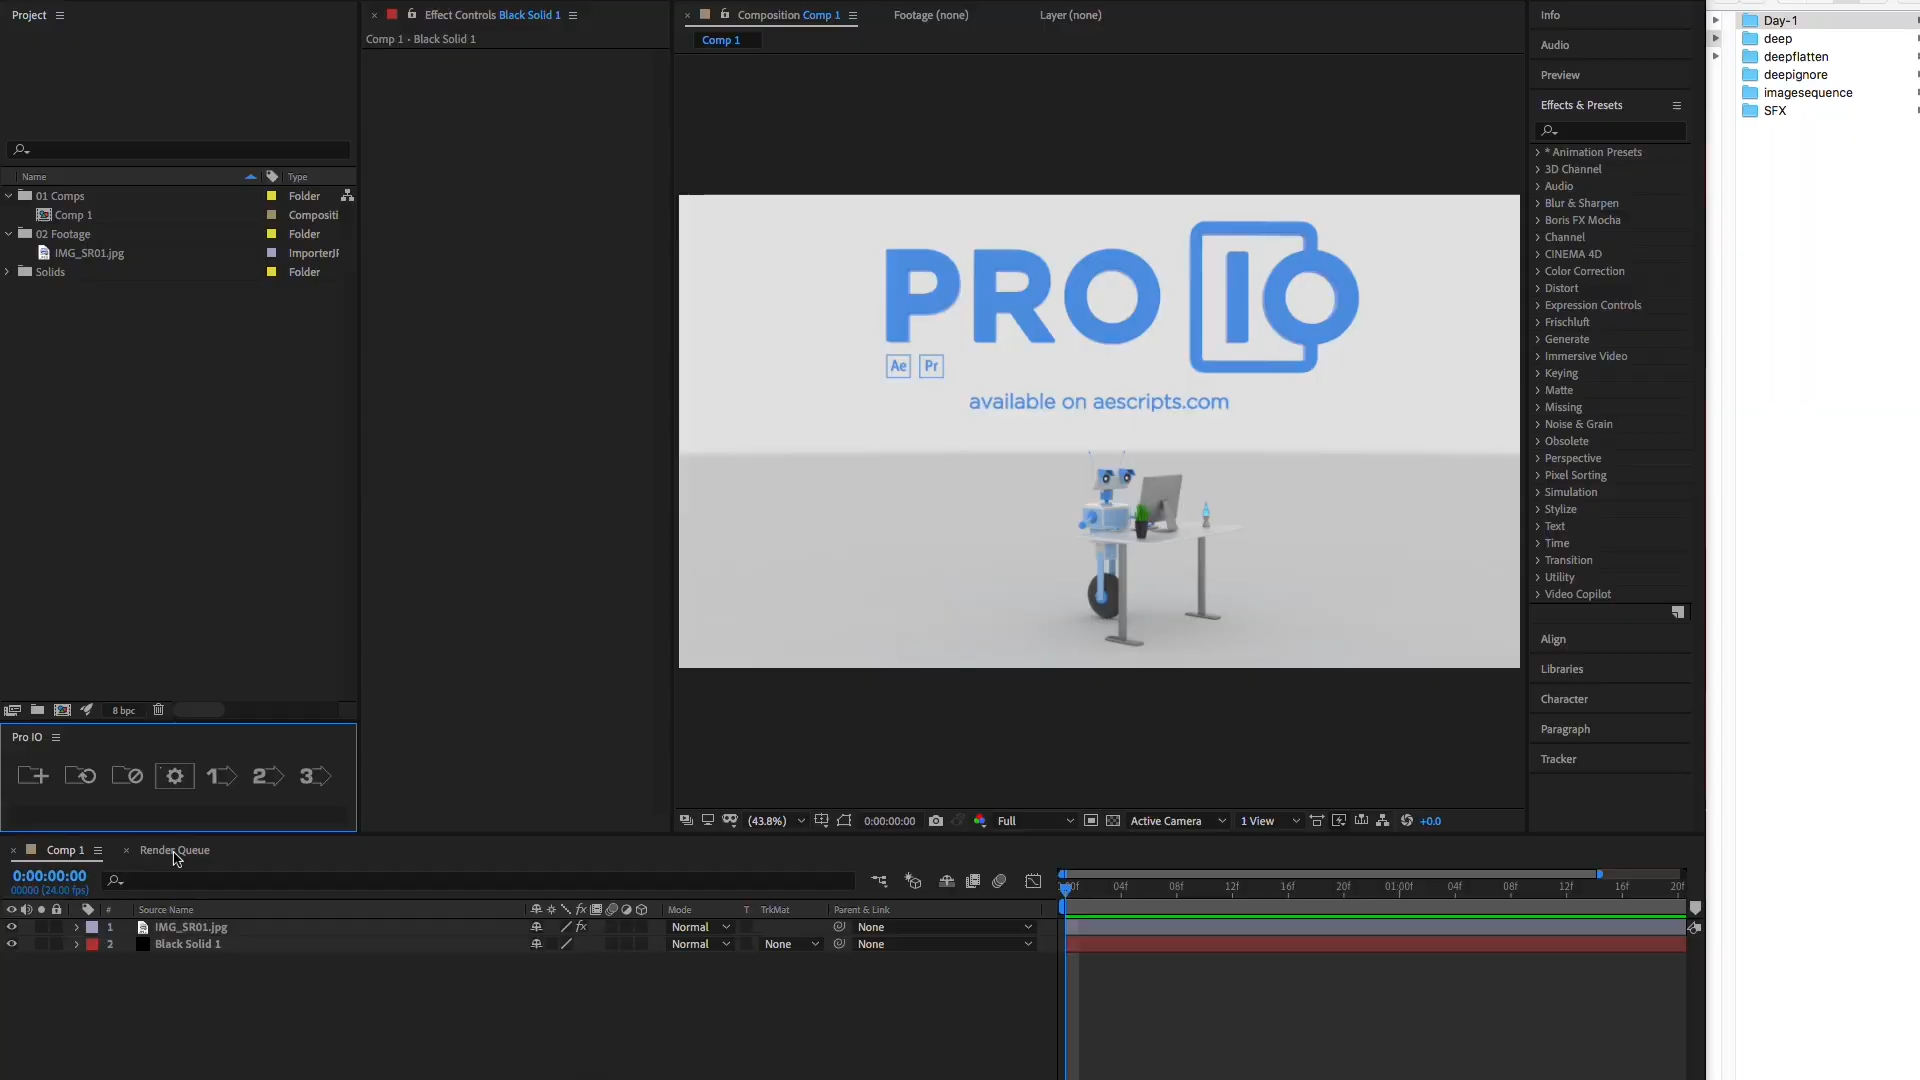 Project
Name
Type
01 Comps
Folder
Comp 1
Compositi
02 Footage
Folder
IMG_SR01.jpg
ImporterJF
Solids
Folder
8 bpc
Pro IO
1
2
3
Effect Controls Black Solid 1
Comp 1 • Black Solid 1
Composition Comp 1
Footage (none)
Layer (none)
Comp 1
PRO IO
Ae Pr
available on aescripts.com
(43.8%)
0:00:00:00
Full
Active Camera
1 View
+0.0
Info
Audio
Preview
Effects & Presets
* Animation Presets
3D Channel
Audio
Blur & Sharpen
Boris FX Mocha
Channel
CINEMA 4D
Color Correction
Distort
Expression Controls
Frischluft
Generate
Immersive Video
Keying
Matte
Missing
Noise & Grain
Obsolete
Perspective
Pixel Sorting
Simulation
Stylize
Text
Time
Transition
Utility
Video Copilot
Align
Libraries
Character
Paragraph
Tracker
Day-1
deep
deepflatten
deepignore
imagesequence
SFX
Comp 1
Render Queue
0:00:00:00
00000 (24.00 fps)
04f 08f 12f 16f 20f 01:00f 04f 08f 12f 16f 20f
# Source Name Mode T TrkMat Parent & Link
1 IMG_SR01.jpg Normal None
2 Black Solid 1 Normal None None